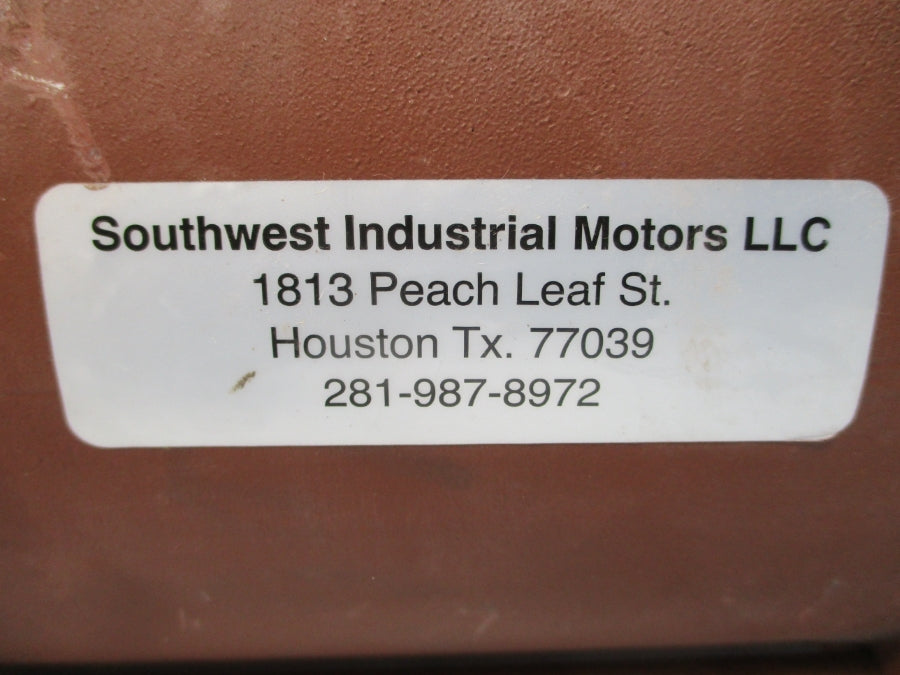 Southwest Industrial Motors LLC
1813 Peach Leaf St.
Houston Tx. 77039
281-987-8972